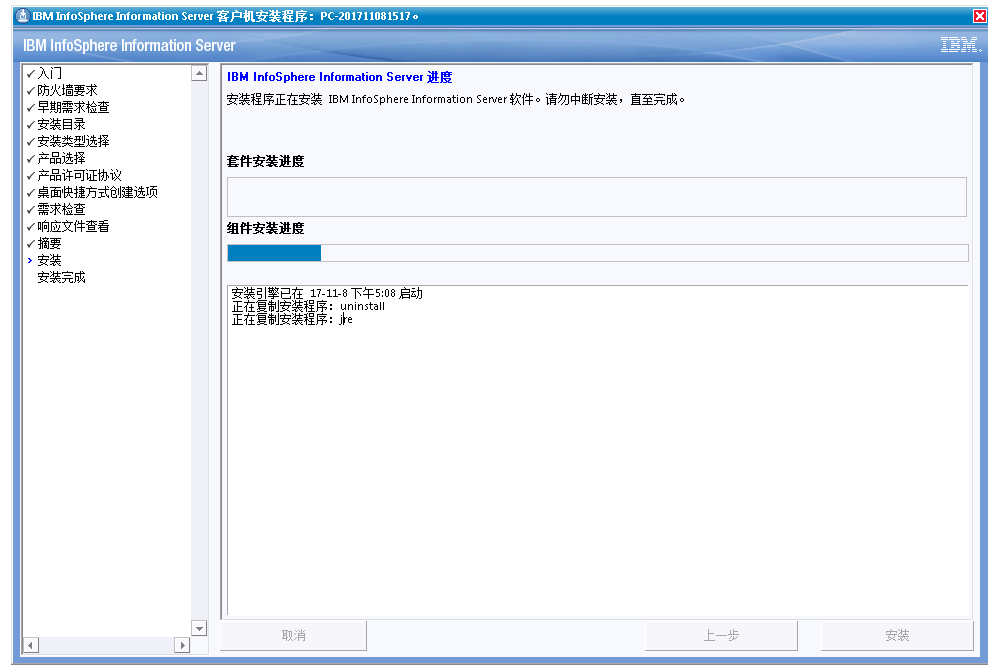 IBM InfoSphere Information Server 客户机安装程序：PC-201711081517。
IBM InfoSphere Information Server
IBM.
入门
防火墙要求
早期需求检查
安装目录
安装类型选择
产品选择
产品许可证协议
桌面快捷方式创建选项
需求检查
响应文件查看
摘要
安装
安装完成
IBM InfoSphere Information Server 进度
安装程序正在安装 IBM InfoSphere Information Server 软件。请勿中断安装，直至完成。
套件安装进度
组件安装进度
安装引擎已在 17-11-8 下午5:08 启动
正在复制安装程序：uninstall
正在复制安装程序：jre
取消
上一步
安装